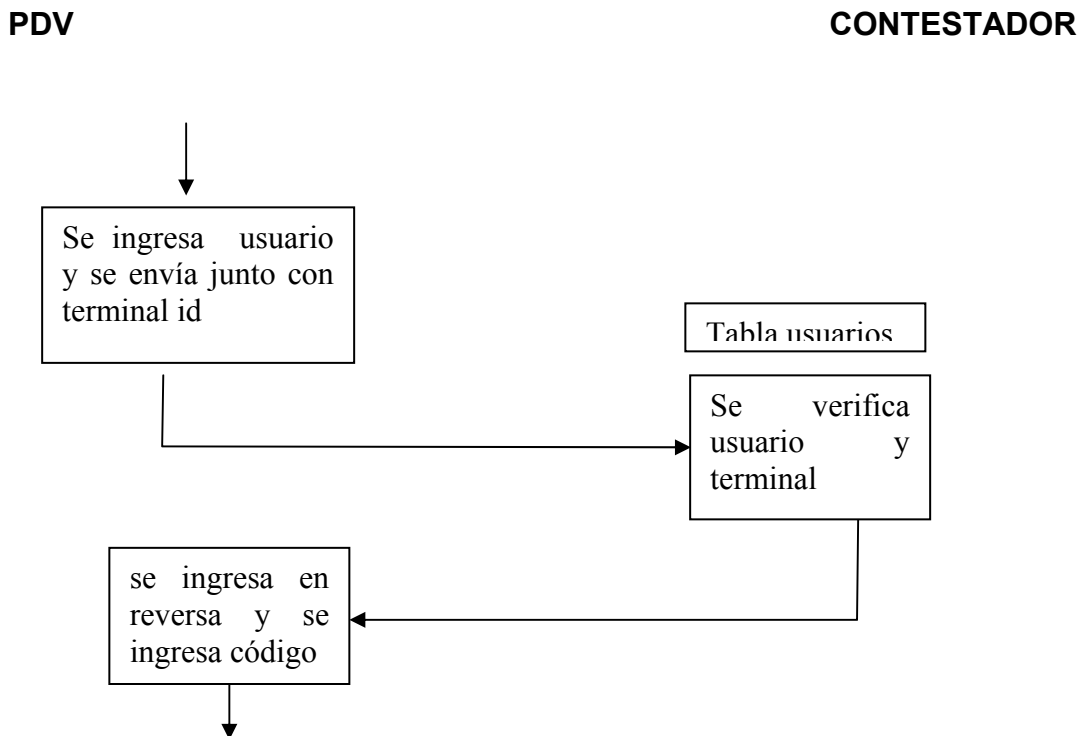 PDV CONTESTADOR
Se ingresa usuario
y se envía junto con
terminal id
Tabla usuarios
Se verifica
usuario y
terminal
se ingresa en
reversa y se
ingresa código